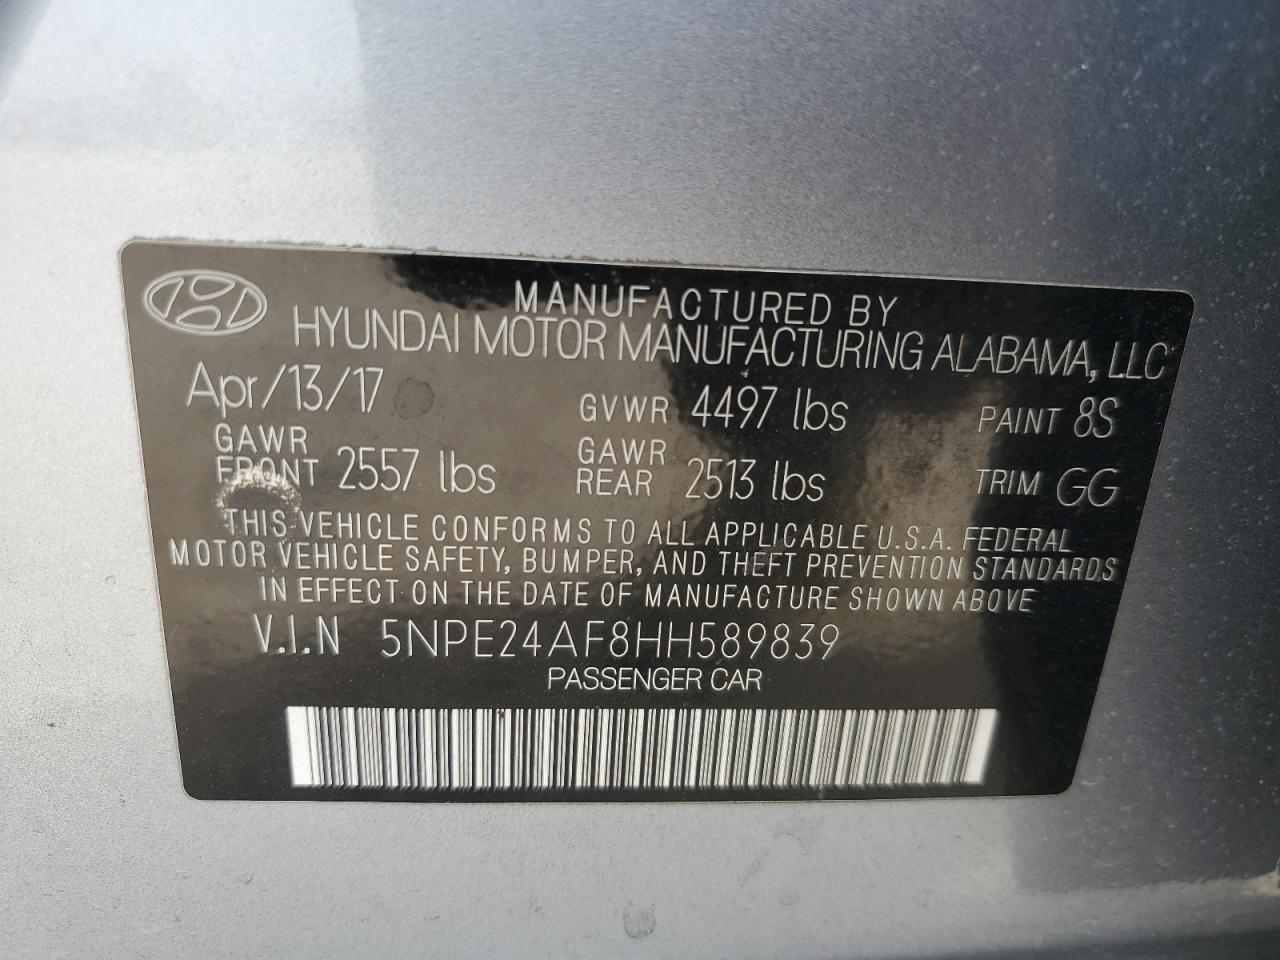 MANUFACTURED BY
HYUNDAI MOTOR MANUFACTURING ALABAMA, LLC
Apr/13/17 GVWR 4497 lbs PAINT 8S
GAWR FRONT 2557 lbs GAWR REAR 2513 lbs TRIM GG
THIS VEHICLE CONFORMS TO ALL APPLICABLE U.S.A. FEDERAL
MOTOR VEHICLE SAFETY, BUMPER, AND THEFT PREVENTION STANDARDS
IN EFFECT ON THE DATE OF MANUFACTURE SHOWN ABOVE
V.I.N 5NPE24AF8HH589839
PASSENGER CAR